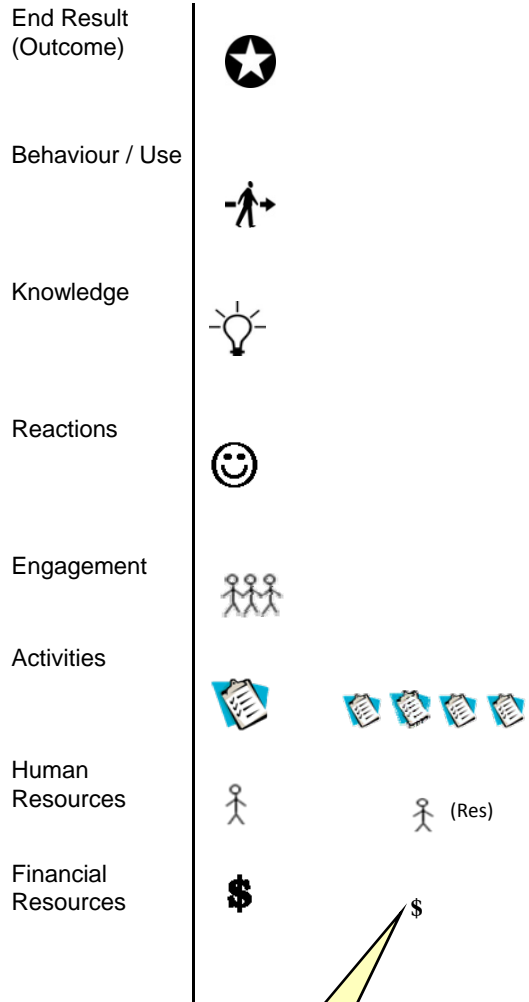 End Result
(Outcome)
Behaviour / Use
Knowledge
Reactions
Engagement
Activities
Human
Resources
(Res)
Financial
Resources
$
$